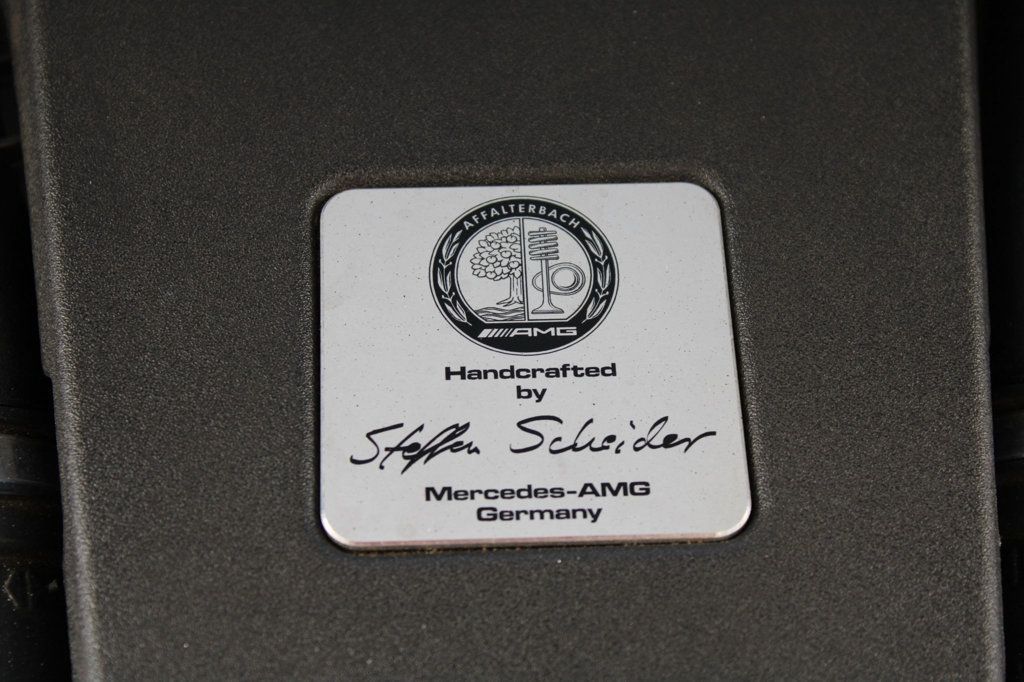 AFFALTERBACH
AMG
Handcrafted
by
Steffen Scheider
Mercedes-AMG
Germany